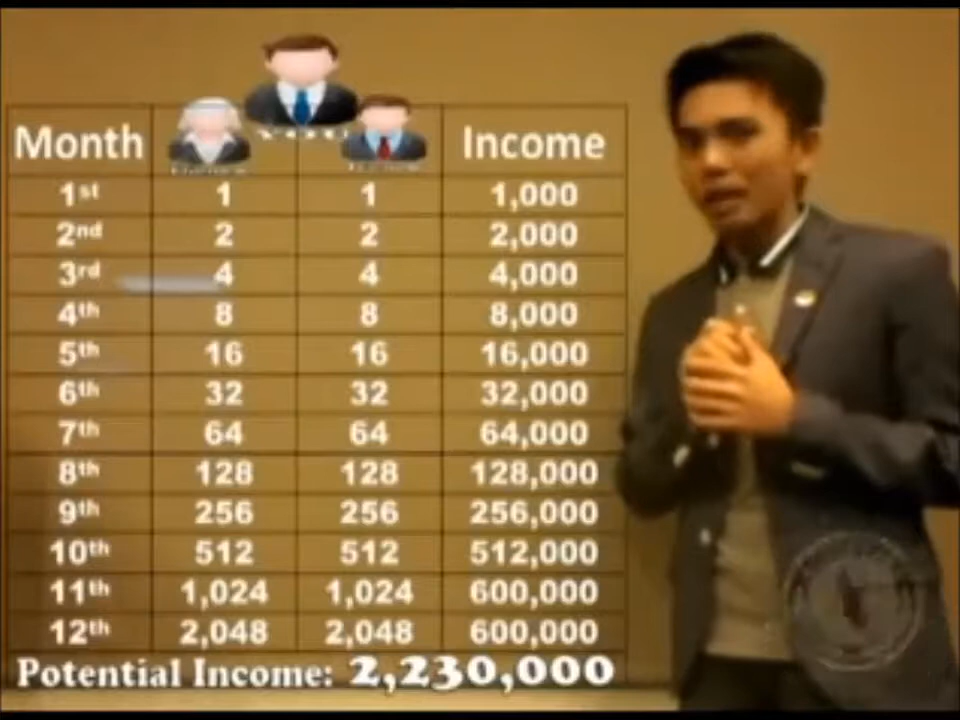 Month YOU Income
1st 1 1 1,000
2nd 2 2 2,000
3rd 4 4 4,000
4th 8 8 8,000
5th 16 16 16,000
6th 32 32 32,000
7th 64 64 64,000
8th 128 128 128,000
9th 256 256 256,000
10th 512 512 512,000
11th 1,024 1,024 600,000
12th 2,048 2,048 600,000
Potential Income: 2,230,000